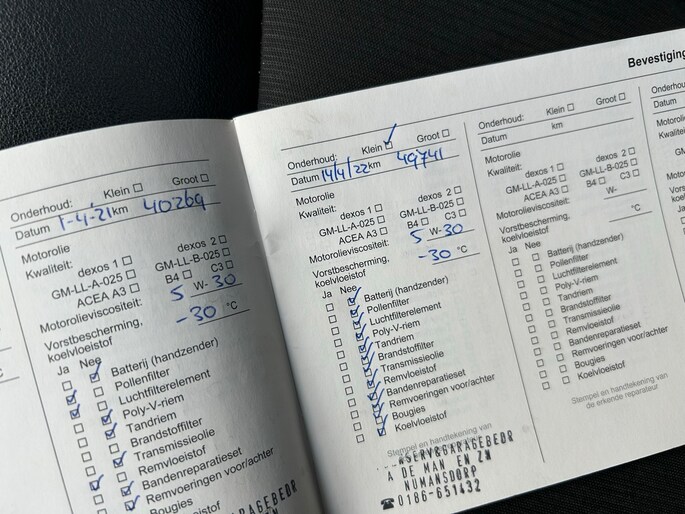 Onderhoud: Klein Groot
Datum 1-4-21 km 40269
Motorolie
Kwaliteit: dexos 1 dexos 2
GM-LL-A-025 GM-LL-B-025
ACEA A3 B4 C3
Motorolieviscositeit: 5 W-30
Vorstbescherming,
koelvloeistof -30 °C
Ja Nee
Batterij (handzender)
Pollenfilter
Luchtfilterelement
Poly-V-riem
Tandriem
Brandstoffilter
Transmissieolie
Remvloeistof
Bandenreparatieset
Remvoeringen voor/achter
Bougies
Onderhoud: Klein Groot
Datum 14/4/22 km 49741
Motorolie
Kwaliteit: dexos 1 dexos 2
GM-LL-A-025 GM-LL-B-025
ACEA A3 B4 C3
Motorolieviscositeit: 5 W-30
Vorstbescherming,
koelvloeistof -30 °C
Ja Nee
Batterij (handzender)
Pollenfilter
Luchtfilterelement
Poly-V-riem
Tandriem
Brandstoffilter
Transmissieolie
Remvloeistof
Bandenreparatieset
Remvoeringen voor/achter
Bougies
Koelvloeistof
Stempel en handtekening van
A DE MAN EN ZN
NUMANSDORP
☎ 0186-651432
Bevestiging
Onderhoud: Klein Groot
Datum km
Motorolie
Kwaliteit: dexos 1 dexos 2
GM-LL-A-025 GM-LL-B-025
ACEA A3 B4 C3
Motorolieviscositeit: W-
Vorstbescherming,
koelvloeistof °C
Ja Nee
Batterij (handzender)
Pollenfilter
Luchtfilterelement
Poly-V-riem
Tandriem
Brandstoffilter
Transmissieolie
Remvloeistof
Bandenreparatieset
Remvoeringen voor/achter
Bougies
Koelvloeistof
Stempel en handtekening van
de erkende reparateur
Datum